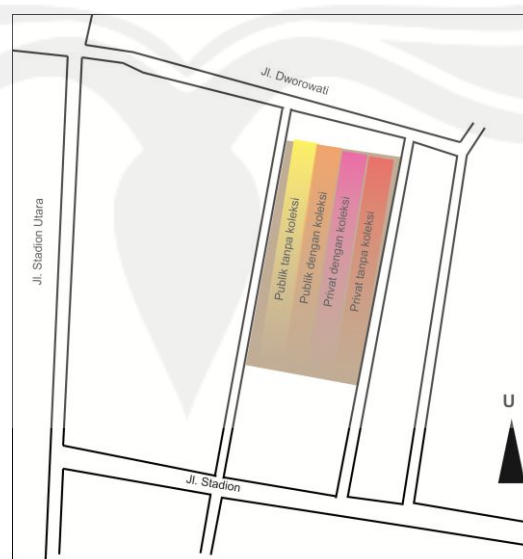 Jl. Dworowati
Jl. Stadion Utara
Publik tanpa koleksi
Publik dengan koleksi
Privat dengan koleksi
Privat tanpa koleksi
U
Jl. Stadion